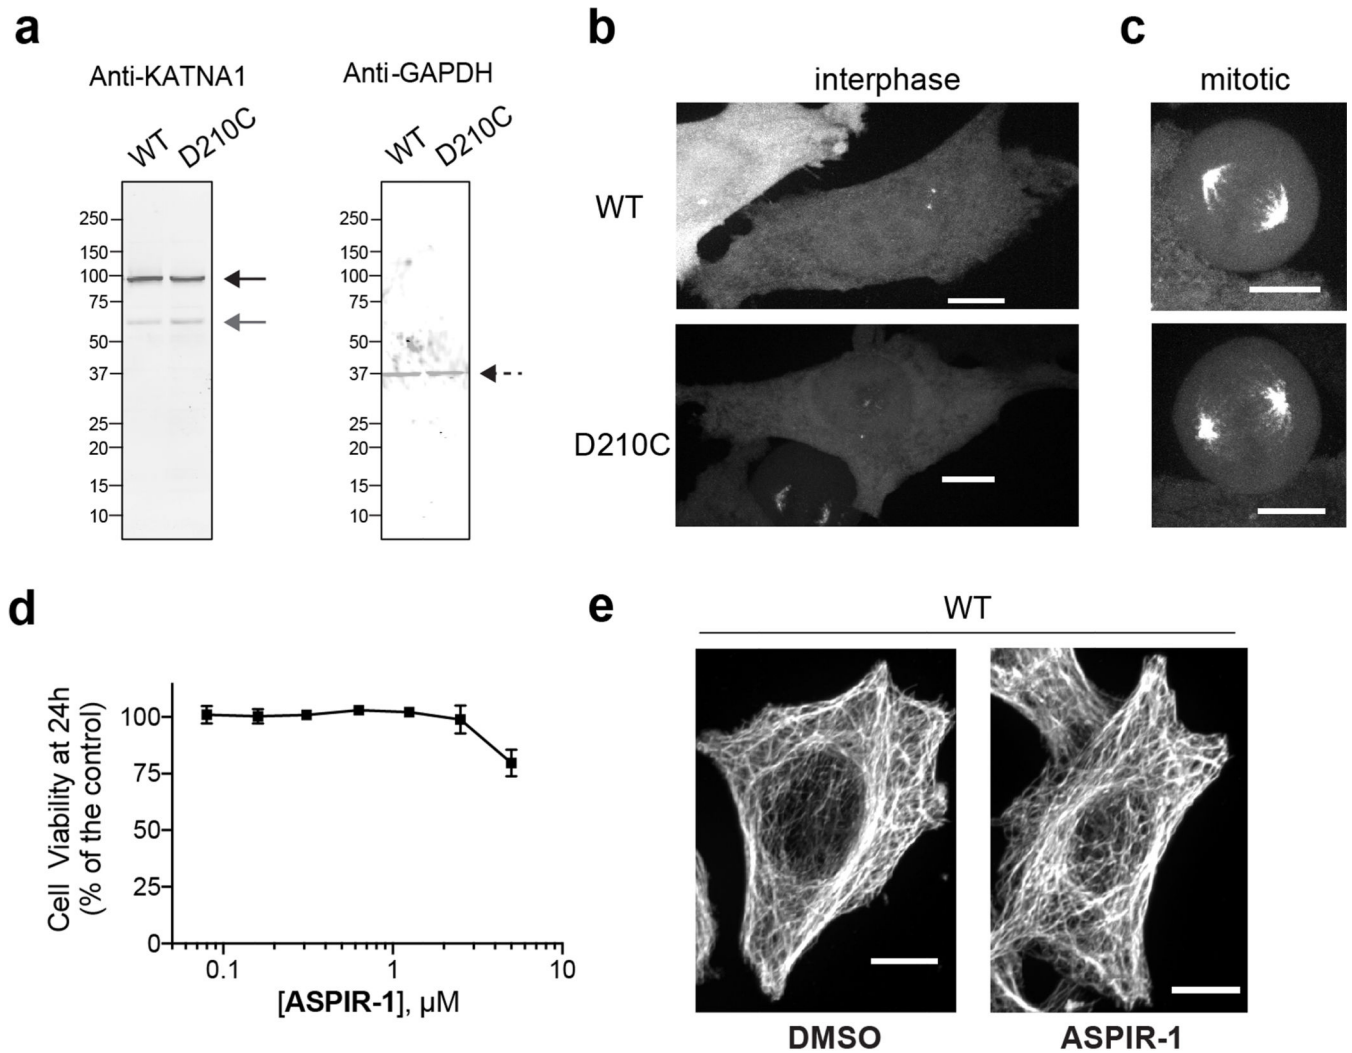 a
Anti-KATNA1
WT
D210C
250
150
100
75
50
37
25
20
15
10
Anti-GAPDH
WT
D210C
250
150
100
75
50
37
25
20
15
10
b
interphase
WT
D210C
c
mitotic
d
Cell Viability at 24h
(% of the control)
100
75
50
25
0
0.1
1
10
[ASPIR-1], µM
e
WT
DMSO
ASPIR-1